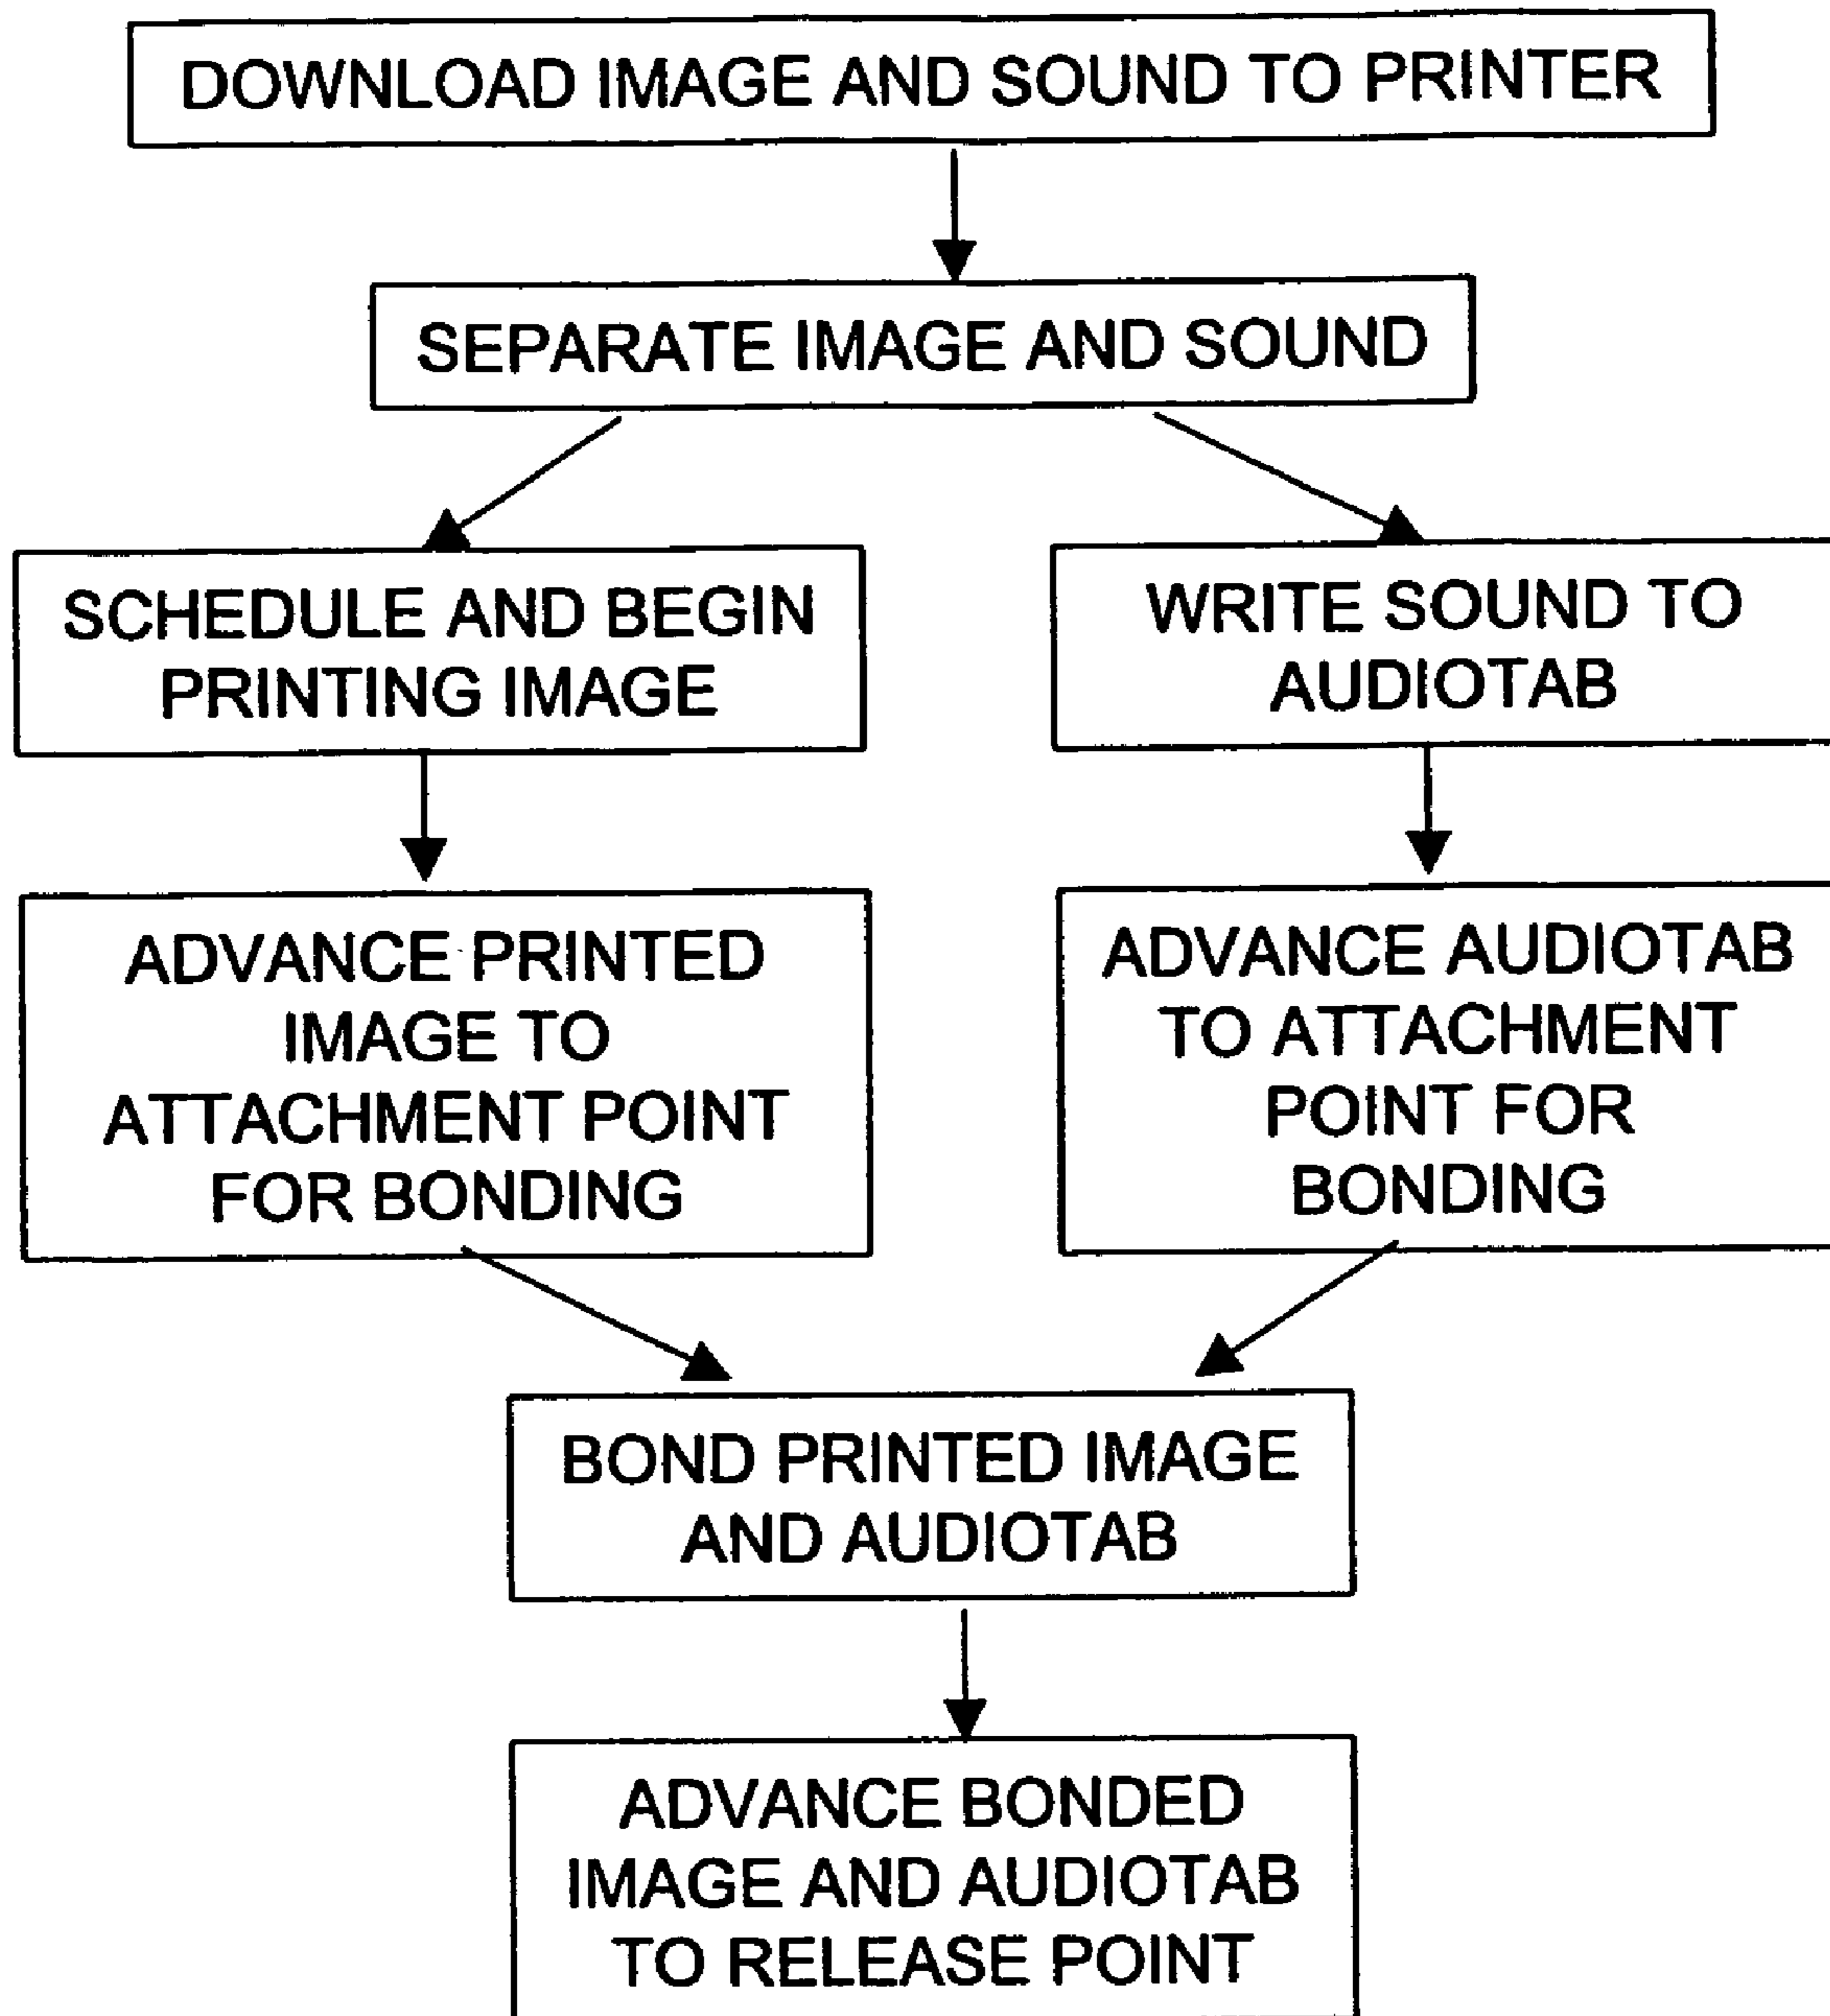 DOWNLOAD IMAGE AND SOUND TO PRINTER
SEPARATE IMAGE AND SOUND
SCHEDULE AND BEGIN
PRINTING IMAGE
WRITE SOUND TO
AUDIOTAB
ADVANCE PRINTED
IMAGE TO
ATTACHMENT POINT
FOR BONDING
ADVANCE AUDIOTAB
TO ATTACHMENT
POINT FOR
BONDING
BOND PRINTED IMAGE
AND AUDIOTAB
ADVANCE BONDED
IMAGE AND AUDIOTAB
TO RELEASE POINT